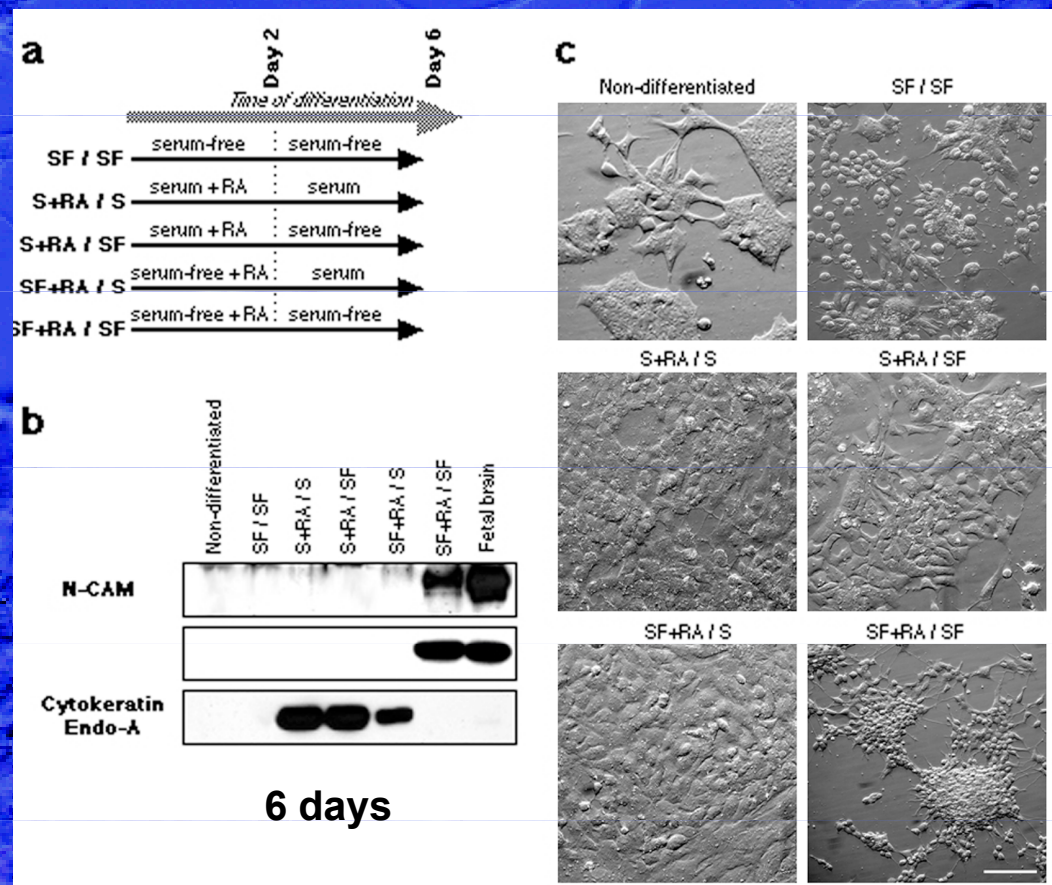 a
Day 2
Day 6
Time of differentiation
SF / SF
serum-free
serum-free
S+RA / S
serum +RA
serum
S+RA / SF
serum +RA
serum-free
SF+RA / S
serum-free +RA
serum
SF+RA / SF
serum-free +RA
serum-free
b
Non-differentiated
SF / SF
S+RA / S
S+RA / SF
SF+RA / S
SF+RA / SF
Fetal brain
N-CAM
Cytokeratin
Endo-A
6 days
c
Non-differentiated
SF / SF
S+RA / S
S+RA / SF
SF+RA / S
SF+RA / SF